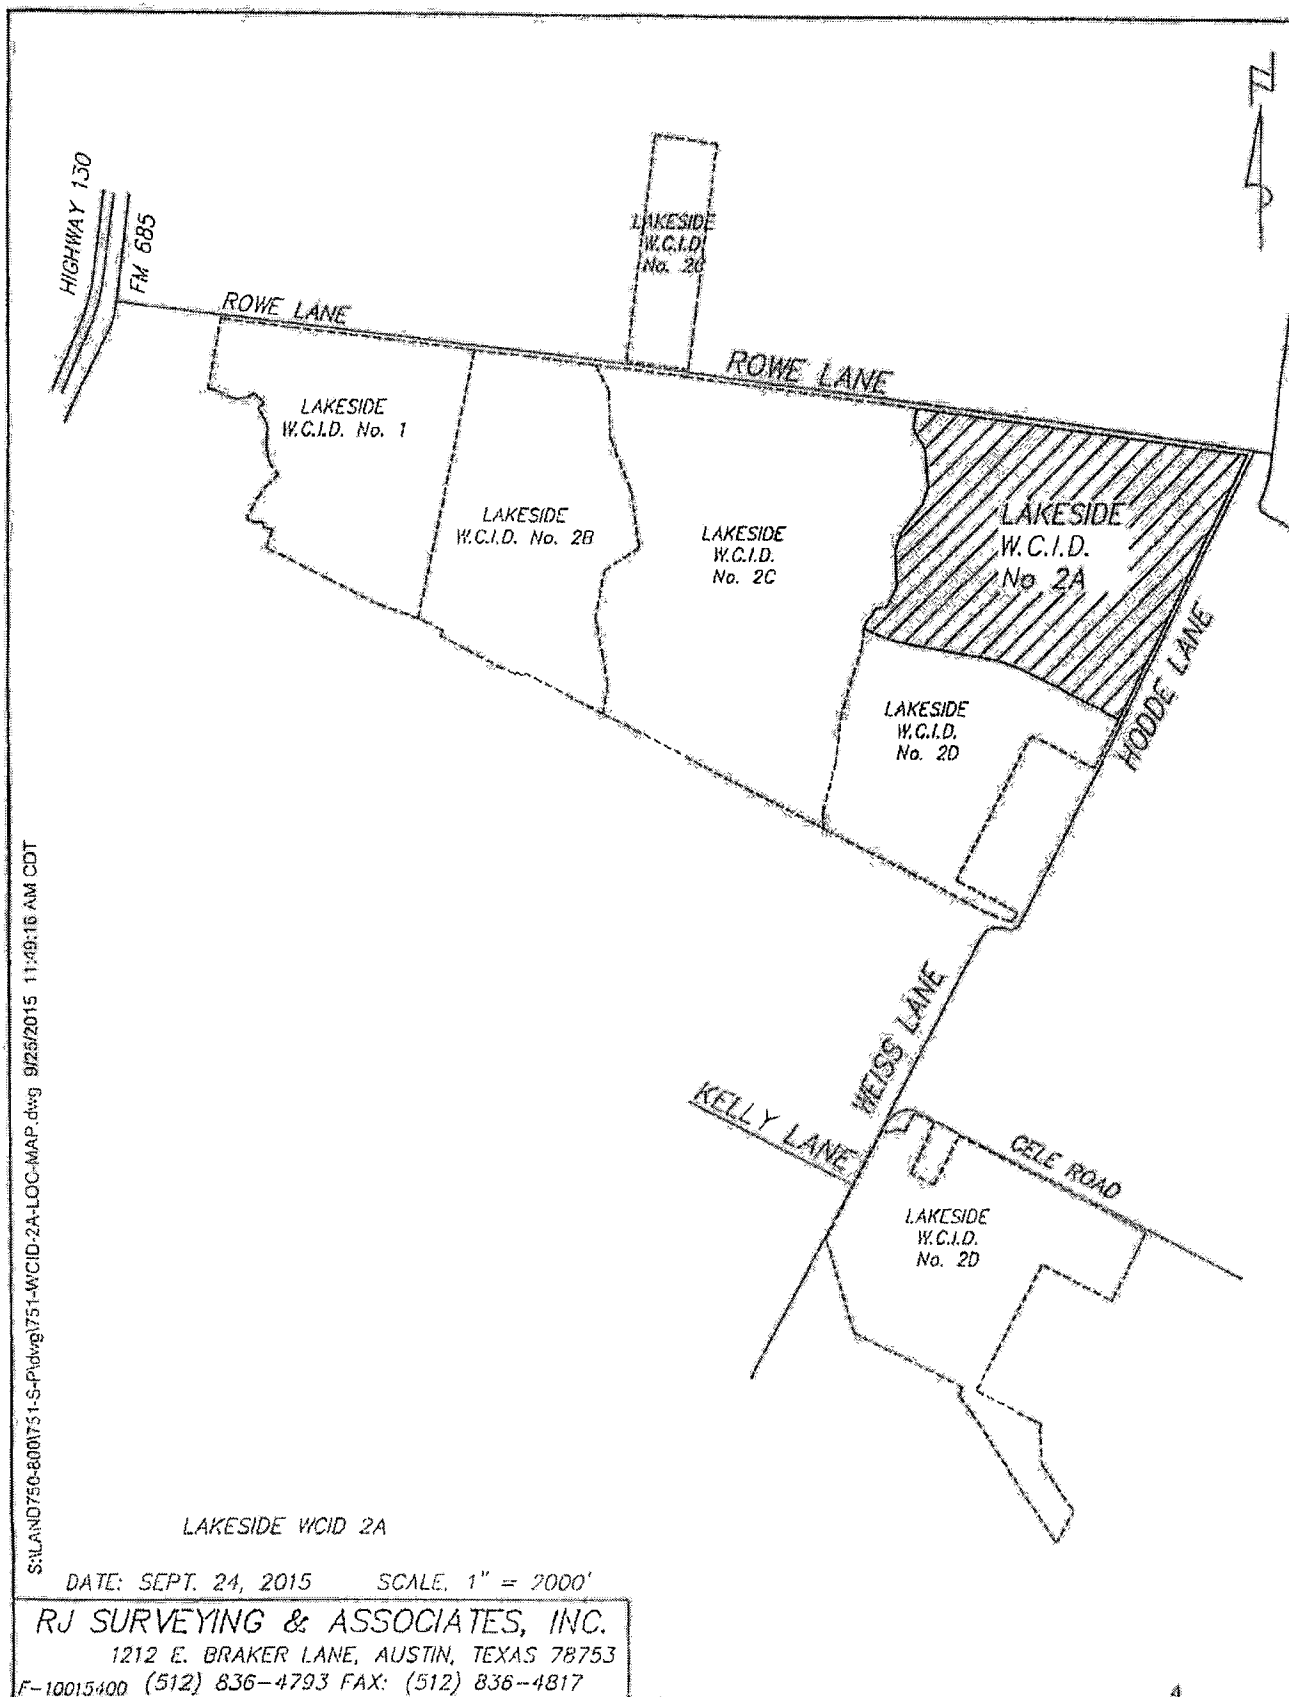 N
HIGHWAY 130
FM 685
LAKESIDE
W.C.I.D
No. 2C
ROWE LANE
ROWE LANE
LAKESIDE
W.C.I.D. No. 1
LAKESIDE
W.C.I.D. No. 2B
LAKESIDE
W.C.I.D.
No. 2C
LAKESIDE
W.C.I.D.
No 2A
HODDE LANE
LAKESIDE
W.C.I.D.
No. 2D
WEISS LANE
KELLY LANE
CELE ROAD
LAKESIDE
W.C.I.D.
No. 2D
S:\LAND750-800\751-S-P\dwg\751-WCID-2A-LOC-MAP.dwg 9/25/2015 11:49:16 AM CDT
LAKESIDE WCID 2A
DATE: SEPT. 24, 2015 SCALE. 1" = 2000'
RJ SURVEYING & ASSOCIATES, INC.
1212 E. BRAKER LANE, AUSTIN, TEXAS 78753
F-10015400 (512) 836-4793 FAX: (512) 836-4817